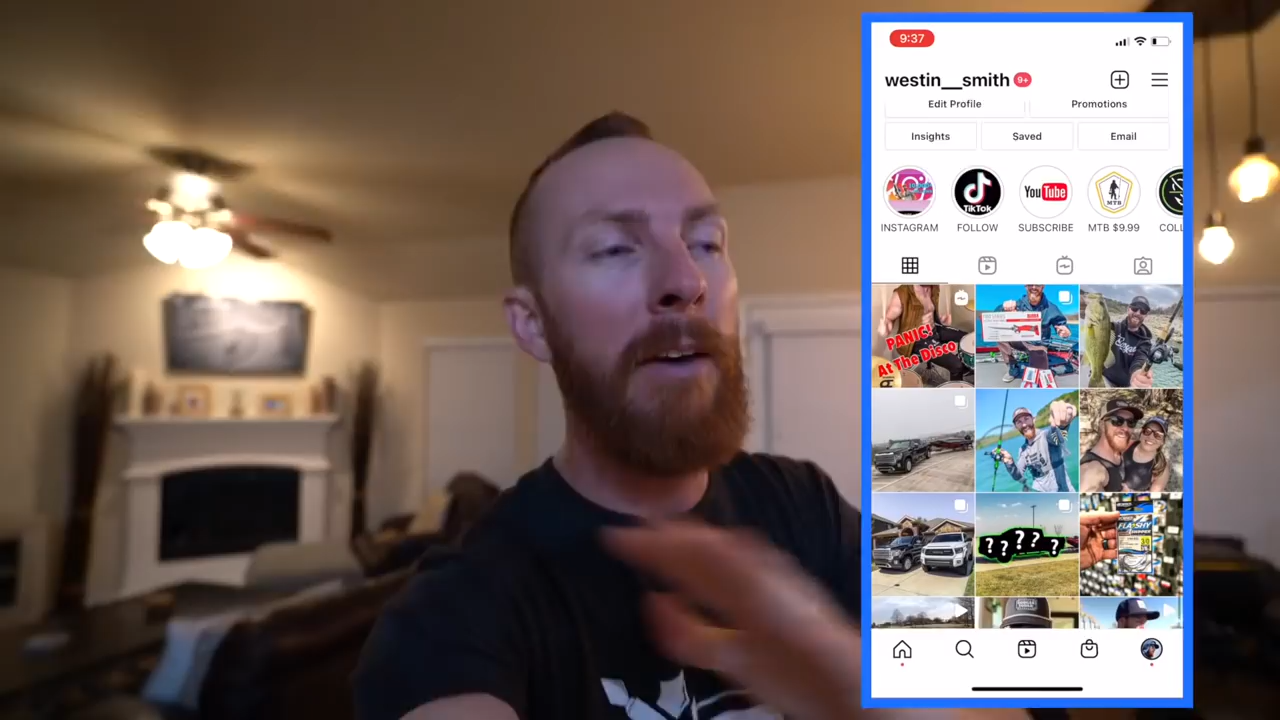 9:37
westin__smith 9+
Edit Profile Promotions
Insights Saved Email
TikTok
YouTube
MTB
INSTAGRAM FOLLOW SUBSCRIBE MTB $9.99 COLL
PANIC!
At The Disco
? ? ? ?
FLASHY